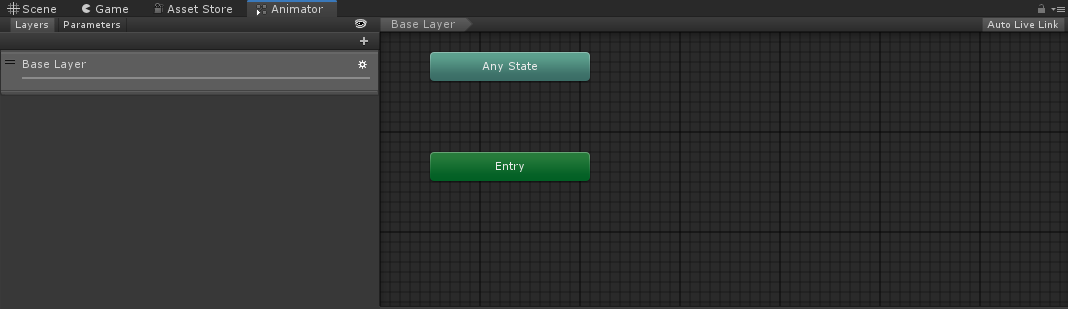 Scene Game Asset Store Animator
Layers Parameters Base Layer Auto Live Link
Base Layer
Any State
Entry